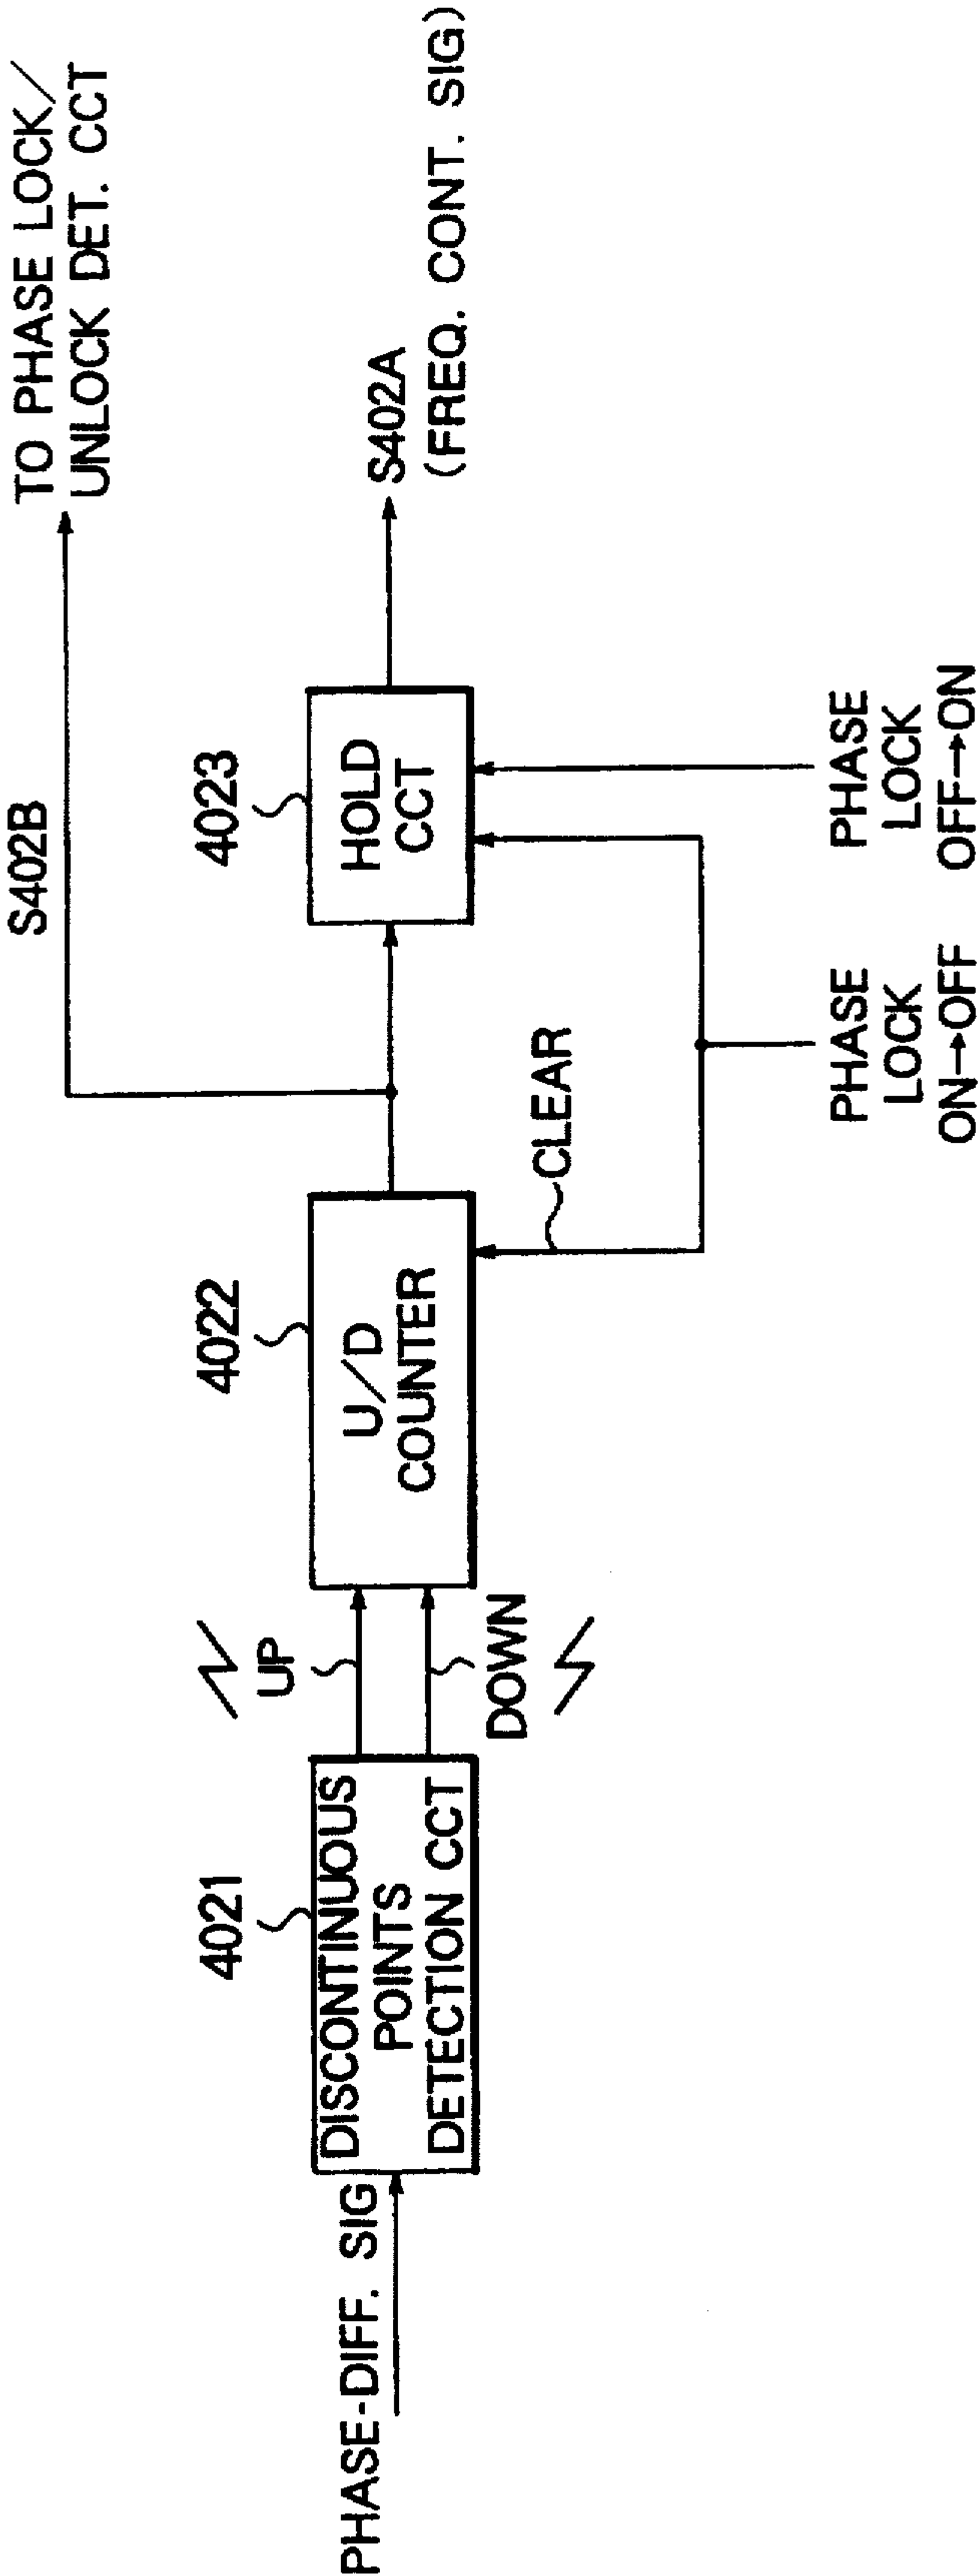 PHASE-DIFF. SIG
4021
DISCONTINUOUS
POINTS
DETECTION CCT
UP
DOWN
4022
U/D
COUNTER
CLEAR
S402B
TO PHASE LOCK/
UNLOCK DET. CCT
4023
HOLD
CCT
S402A
(FREQ. CONT. SIG)
PHASE
LOCK
ON→OFF
PHASE
LOCK
OFF→ON